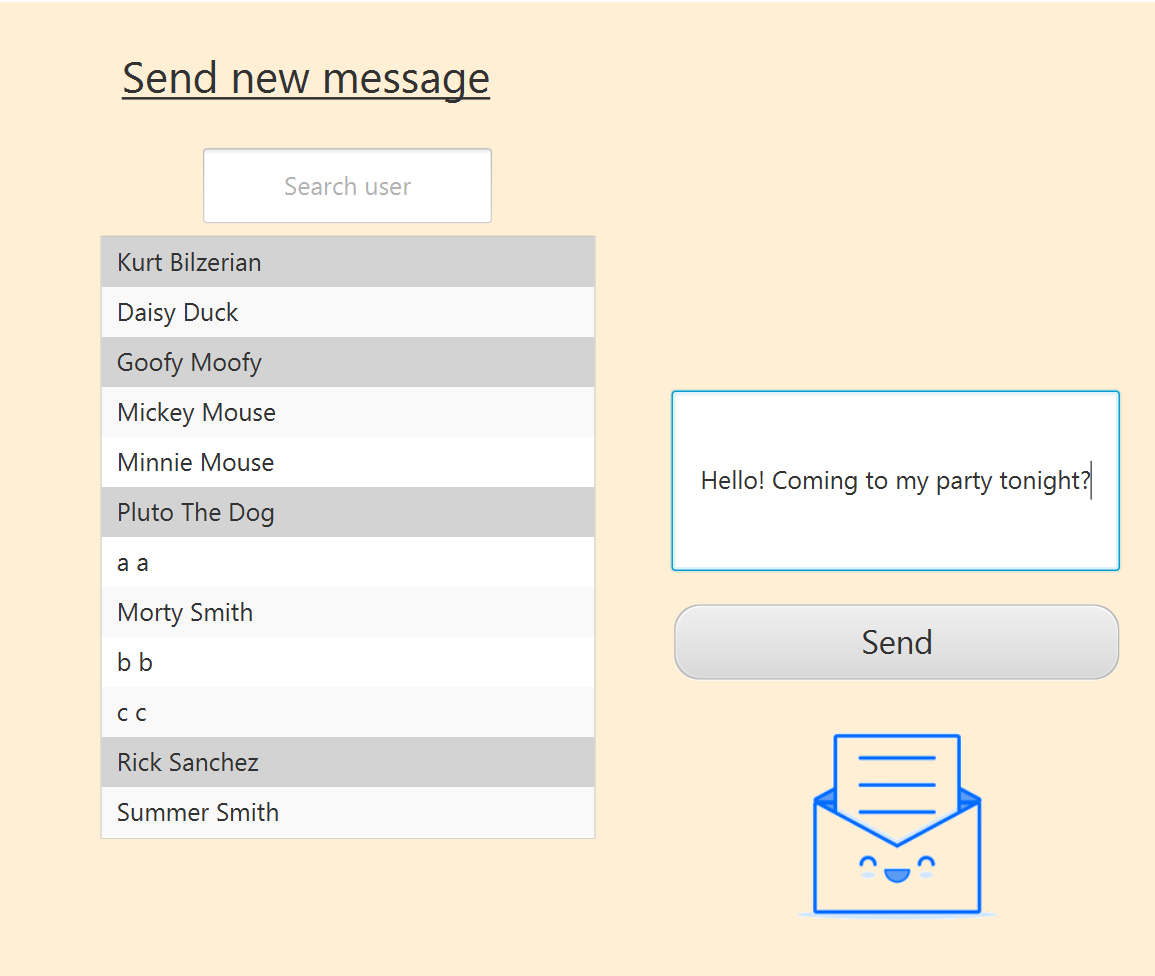 Send new message
Search user
Kurt Bilzerian
Daisy Duck
Goofy Moofy
Mickey Mouse
Minnie Mouse
Pluto The Dog
a a
Morty Smith
b b
c c
Rick Sanchez
Summer Smith
Hello! Coming to my party tonight?
Send